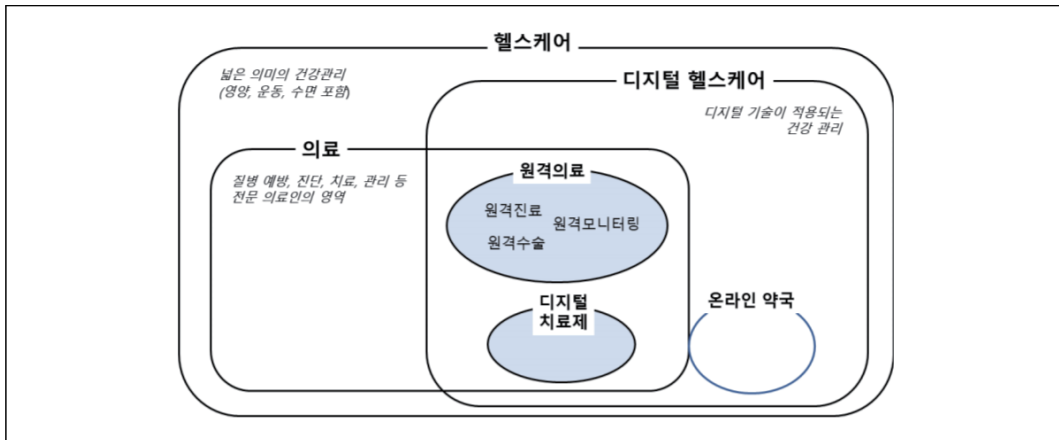 헬스케어
넓은 의미의 건강관리
(영양, 운동, 수면 포함)
디지털 헬스케어
디지털 기술이 적용되는
건강 관리
의료
질병 예방, 진단, 치료, 관리 등
전문 의료인의 영역
원격의료
원격진료
원격모니터링
원격수술
디지털
치료제
온라인 약국